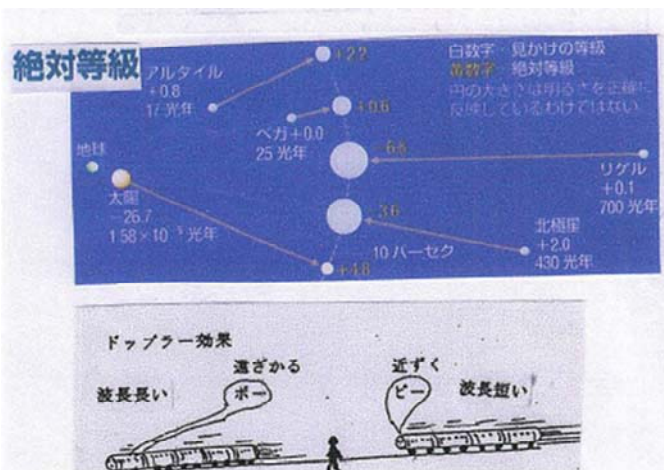 絶対等級
白数字 見かけの等級
黄数字 絶対等級
円の大きさは明るさを正確に
反映しているわけではない
アルタイル
+0.8
17光年
+2.2
ベガ+0.0
25光年
+0.6
地球
太陽
-26.7
1.58×10⁻⁵光年
リゲル
+0.1
700光年
北極星
+2.0
430光年
10パーセク
+4.8
ドップラー効果
遠ざかる
近ずく
波長長い
ボー
ピー
波長短い